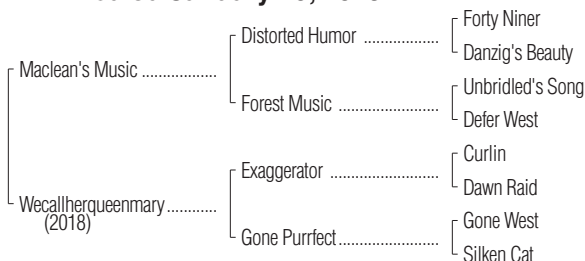 Forty Niner
Distorted Humor ..................
Danzig's Beauty
Maclean's Music .................
Unbridled's Song
Forest Music ........................
Defer West
Curlin
Exaggerator ..........................
Dawn Raid
Wecallherqueenmary ............
(2018)
Gone West
Gone Purrfect ........................
Silken Cat